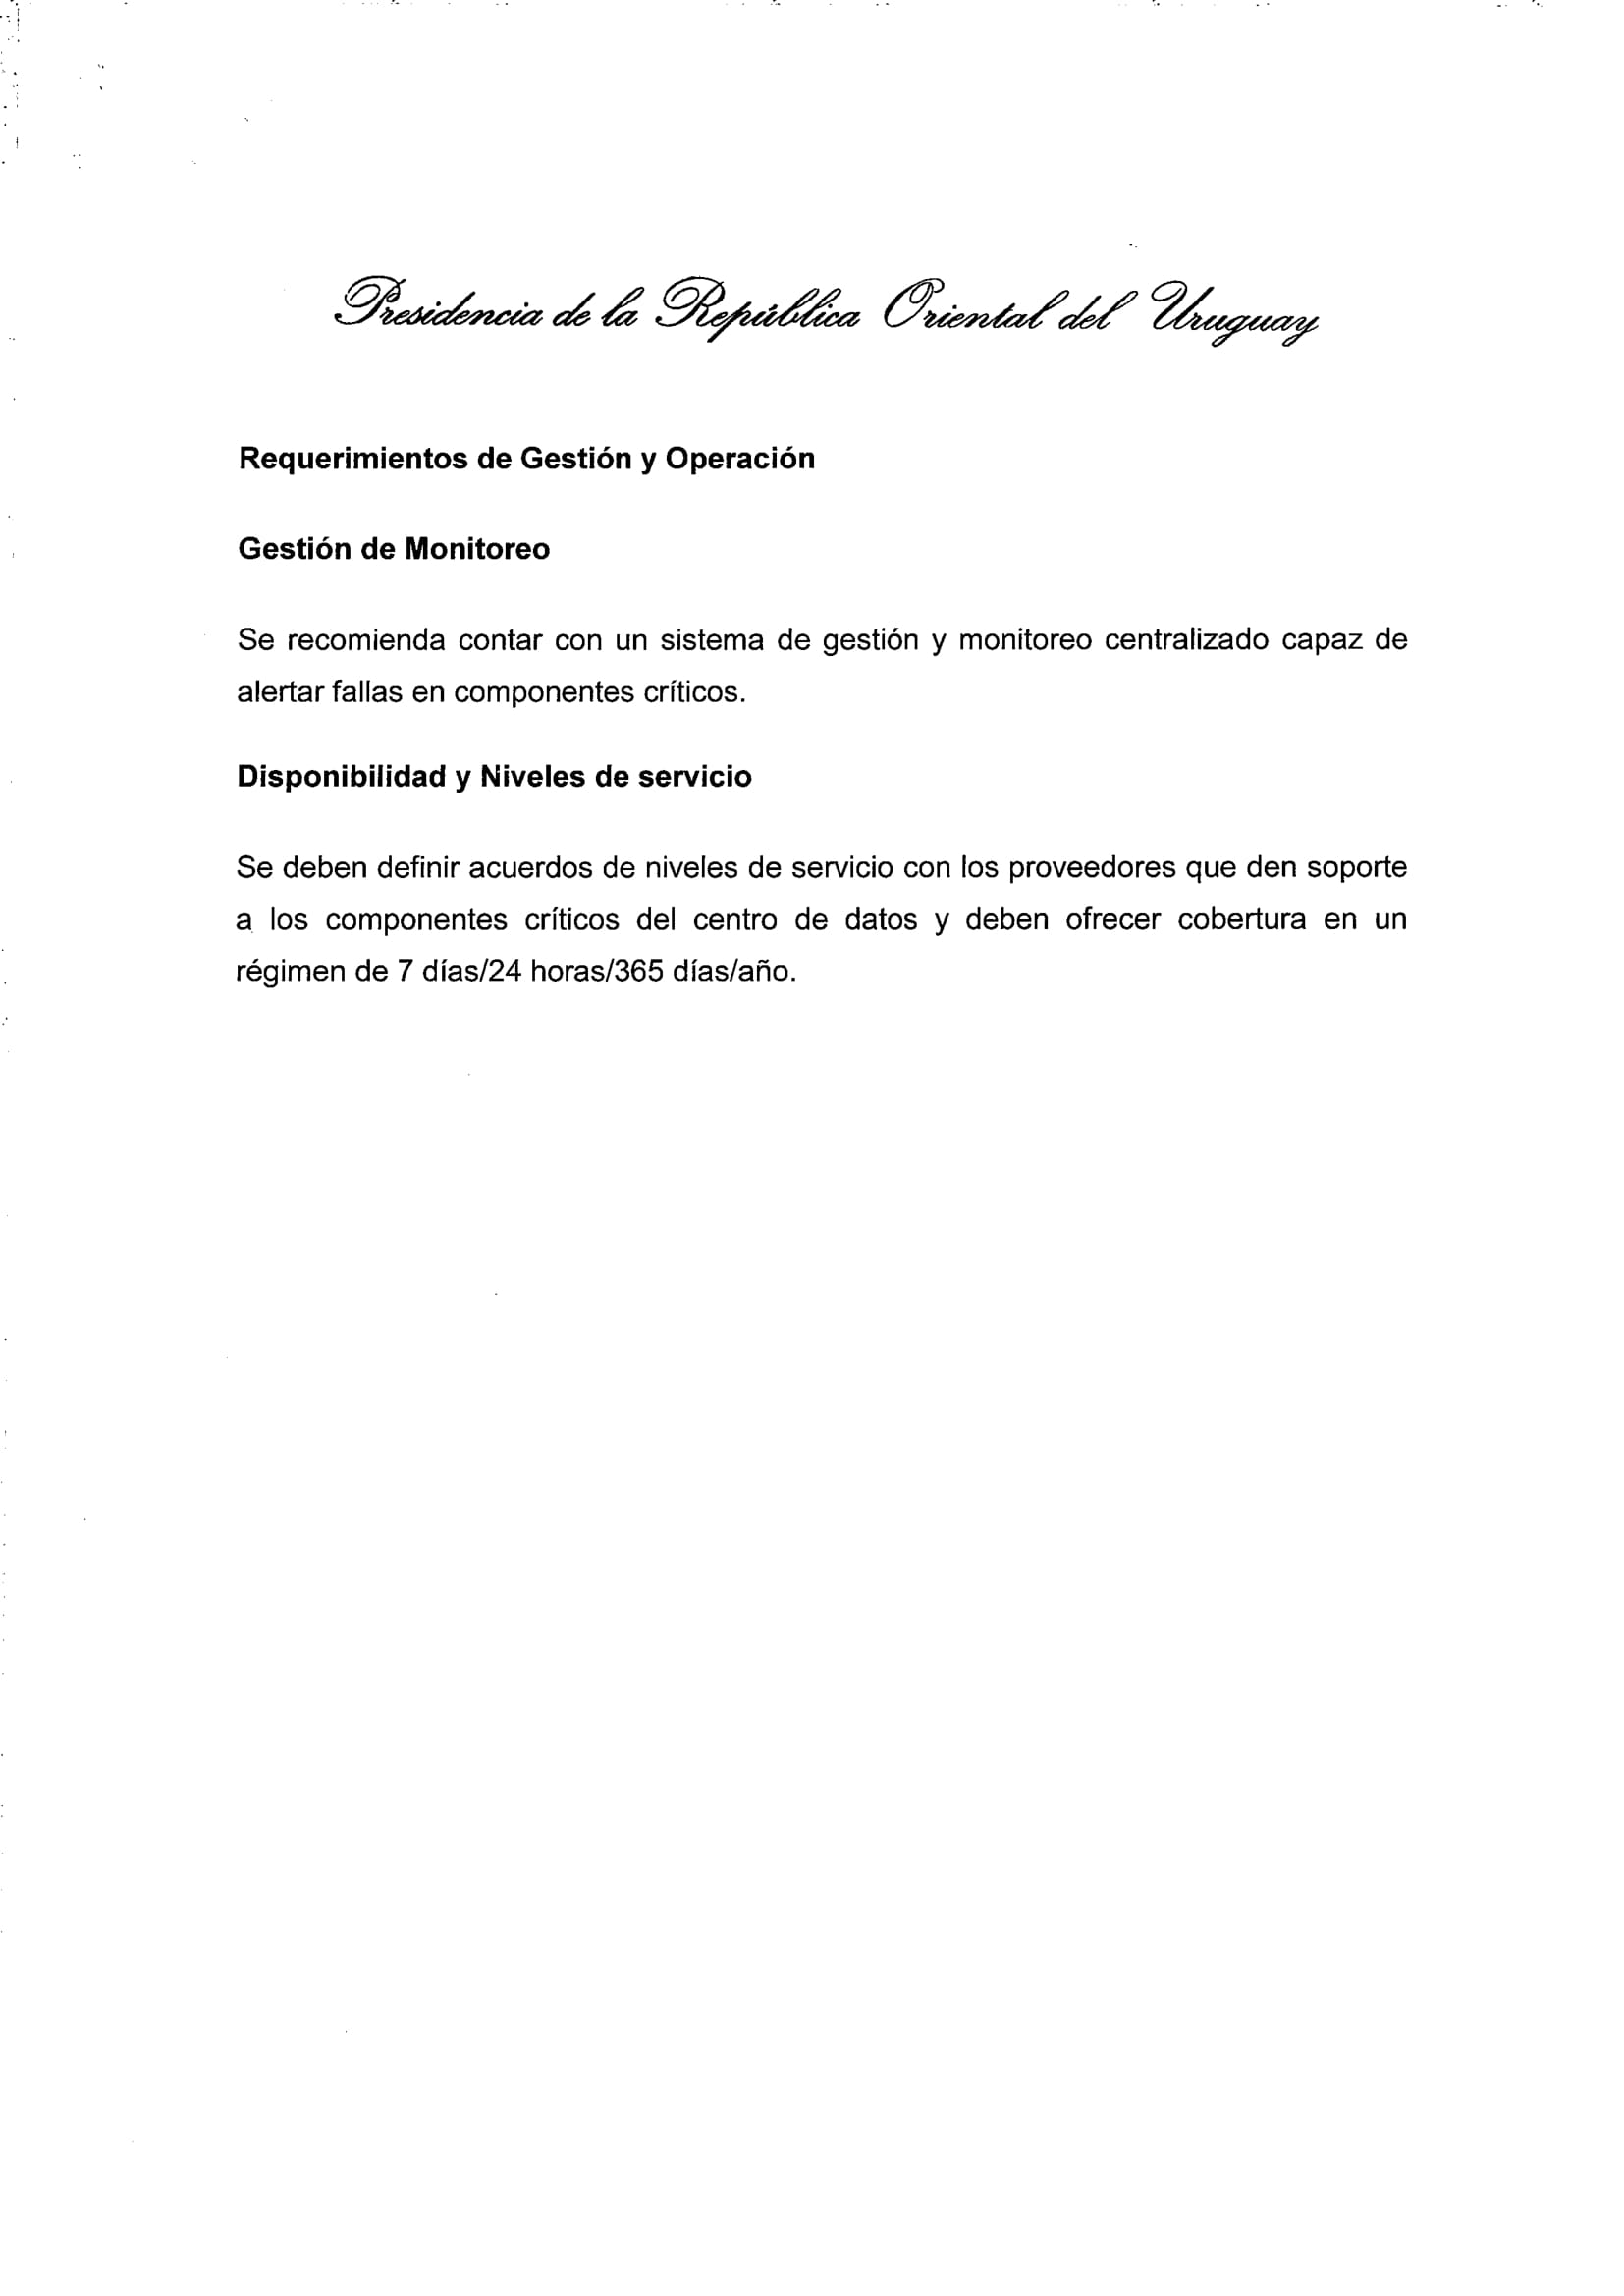 Presidencia de la República Oriental del Uruguay
Requerimientos de Gestión y Operación
Gestión de Monitoreo
Se recomienda contar con un sistema de gestión y monitoreo centralizado capaz de
alertar fallas en componentes críticos.
Disponibilidad y Niveles de servicio
Se deben definir acuerdos de niveles de servicio con los proveedores que den soporte
a los componentes críticos del centro de datos y deben ofrecer cobertura en un
régimen de 7 días/24 horas/365 días/año.